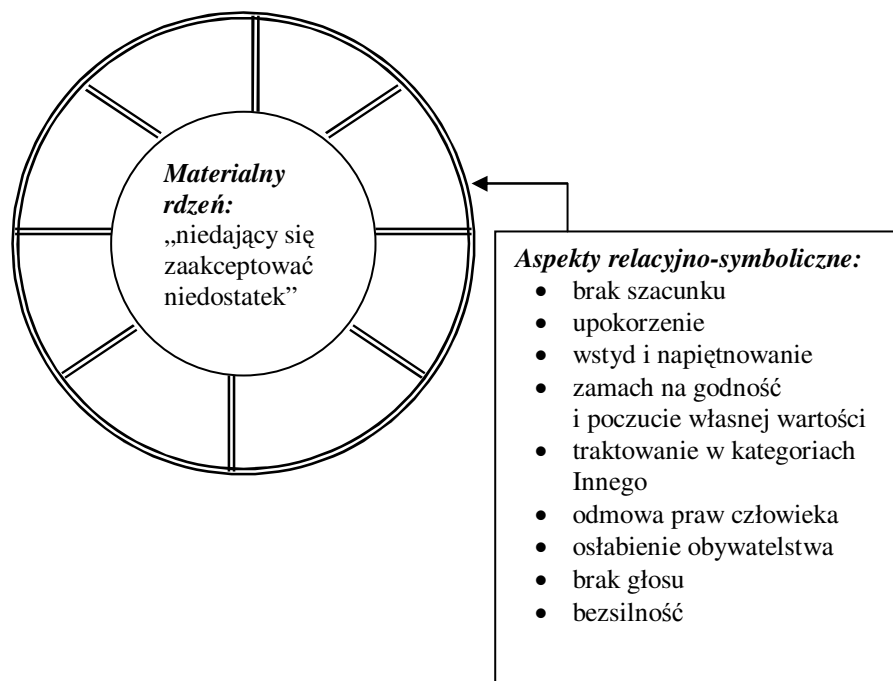 Materialny
rdzeń:
„niedający się
zaakceptować
niedostatek”
Aspekty relacyjno-symboliczne:
• brak szacunku
• upokorzenie
• wstyd i napiętnowanie
• zamach na godność
i poczucie własnej wartości
• traktowanie w kategoriach
Innego
• odmowa praw człowieka
• osłabienie obywatelstwa
• brak głosu
• bezsilność